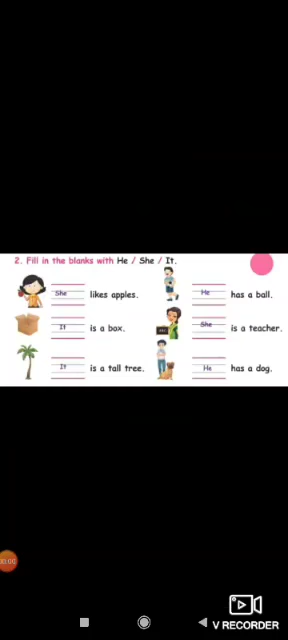 2. Fill in the blanks with He / She / It.
She likes apples.
He has a ball.
It is a box.
She is a teacher.
It is a tall tree.
He has a dog.
V RECORDER